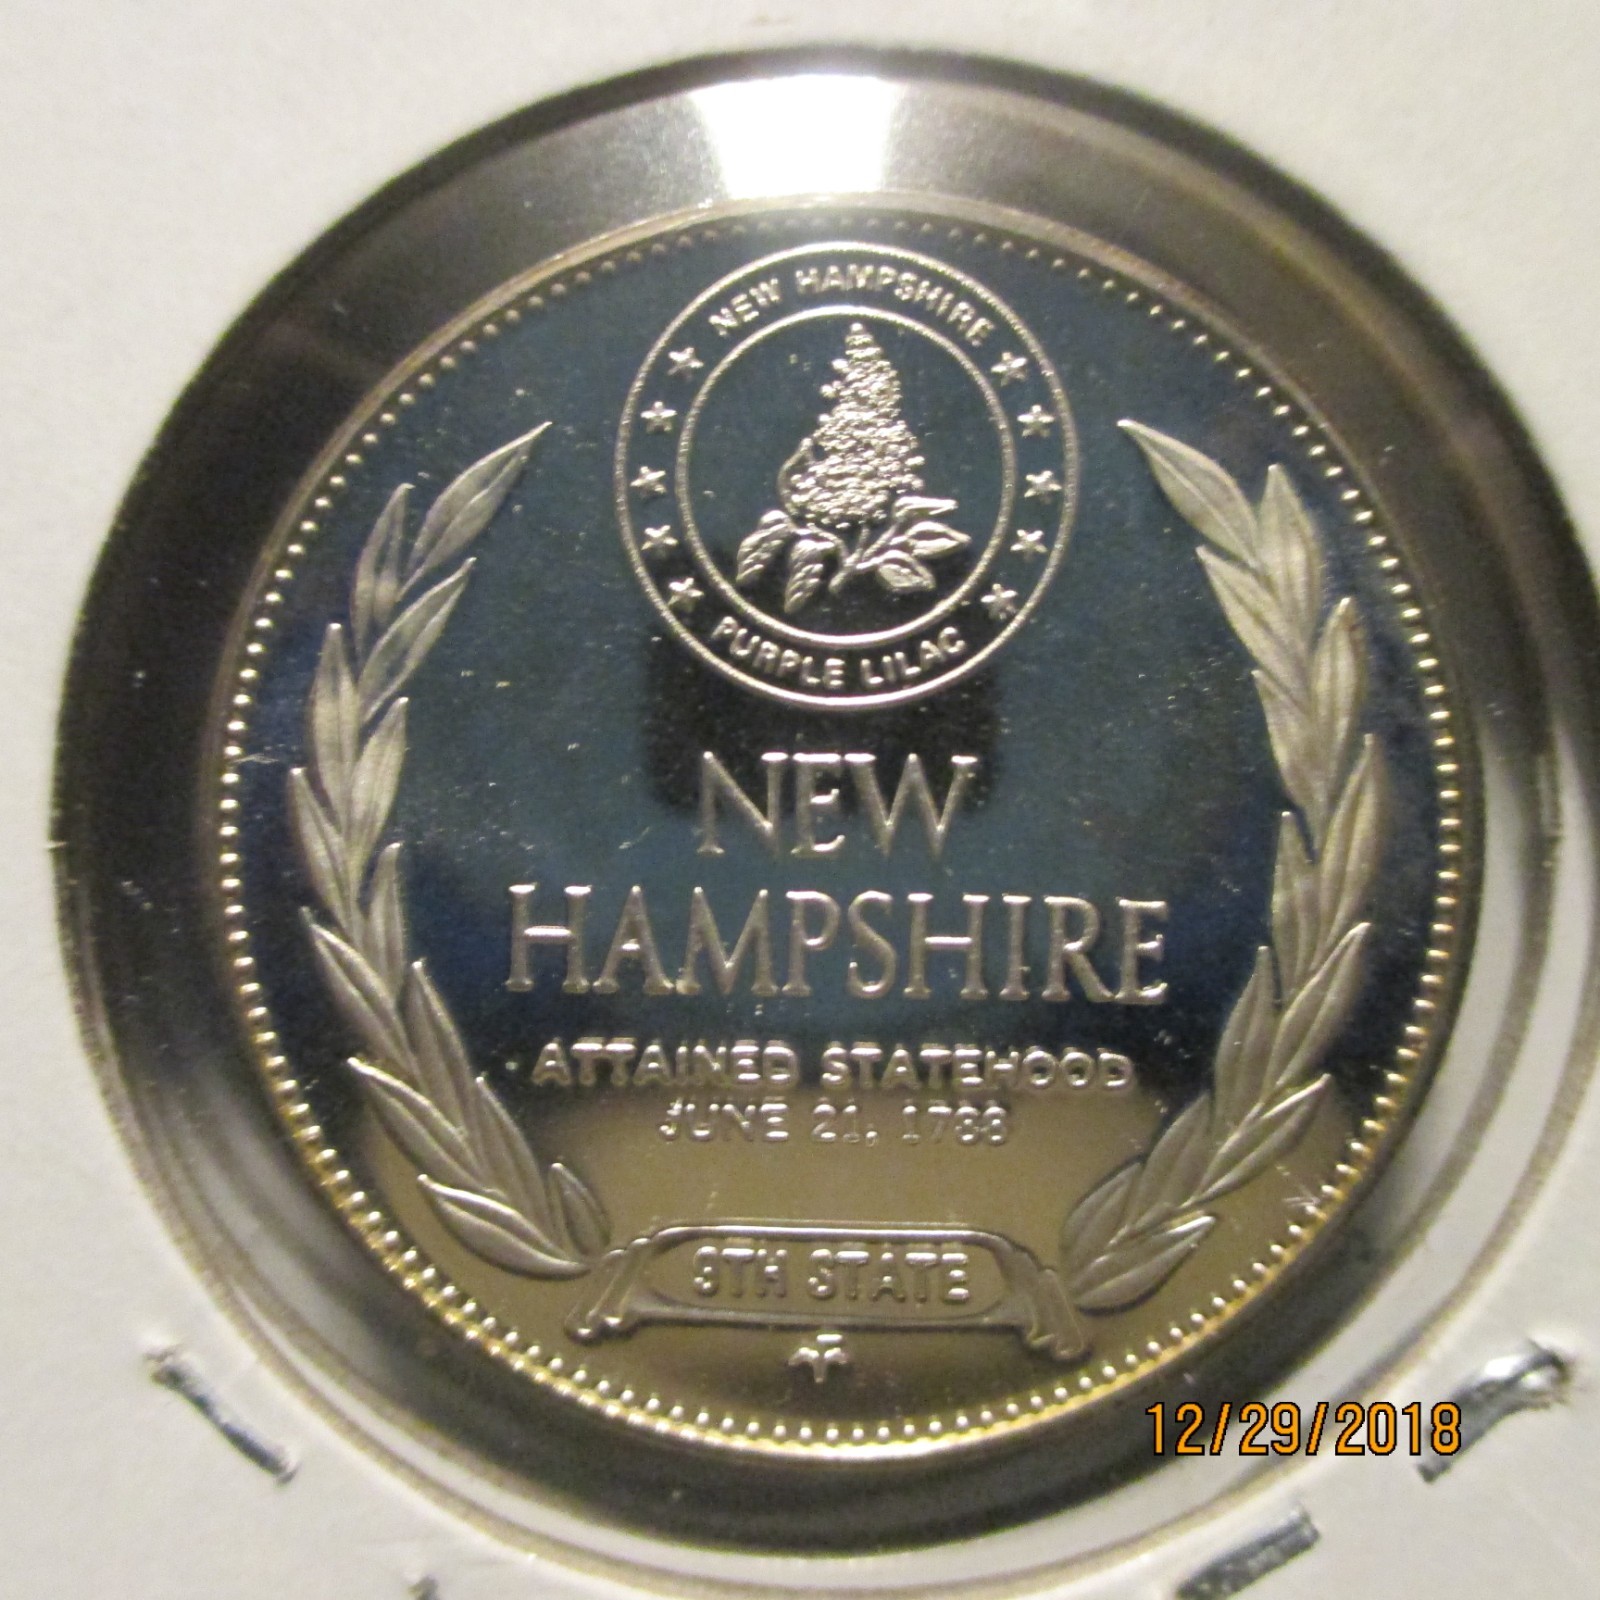 NEW HAMPSHIRE
PURPLE LILAC
NEW
HAMPSHIRE
ATTAINED STATEHOOD
JUNE 21, 1788
9TH STATE
12/29/2018